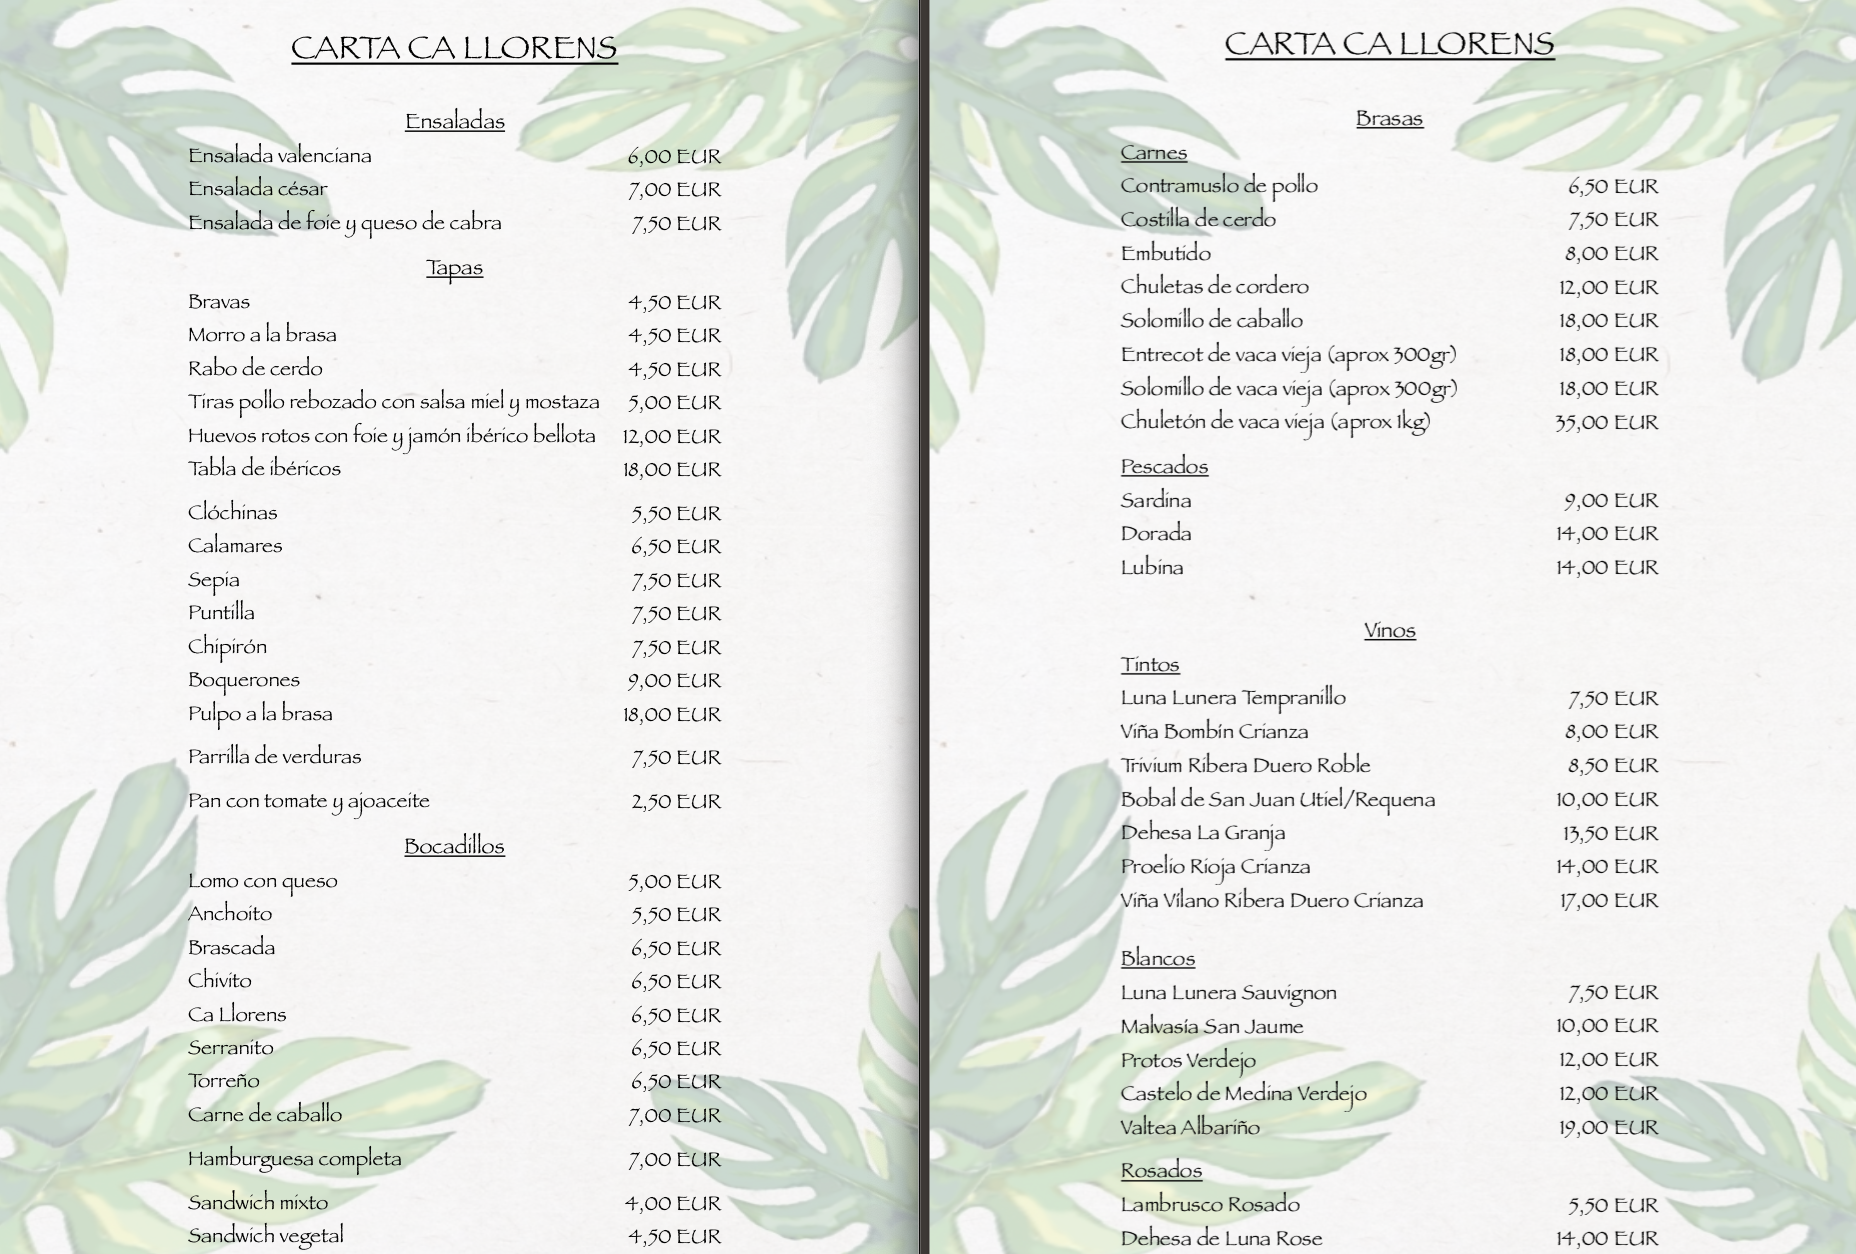 CARTA CA LLORENS
Ensaladas
Ensalada valenciana 6,00 EUR
Ensalada césar 7,00 EUR
Ensalada de foie y queso de cabra 7,50 EUR
Tapas
Bravas 4,50 EUR
Morro a la brasa 4,50 EUR
Rabo de cerdo 4,50 EUR
Tiras pollo rebozado con salsa miel y mostaza 5,00 EUR
Huevos rotos con foie y jamón ibérico bellota 12,00 EUR
Tabla de ibéricos 18,00 EUR
Clóchinas 5,50 EUR
Calamares 6,50 EUR
Sepia 7,50 EUR
Puntilla 7,50 EUR
Chipirón 7,50 EUR
Boquerones 9,00 EUR
Pulpo a la brasa 18,00 EUR
Parrilla de verduras 7,50 EUR
Pan con tomate y ajoaceite 2,50 EUR
Bocadillos
Lomo con queso 5,00 EUR
Anchoito 5,50 EUR
Brascada 6,50 EUR
Chivito 6,50 EUR
Ca Llorens 6,50 EUR
Serranito 6,50 EUR
Torreño 6,50 EUR
Carne de caballo 7,00 EUR
Hamburguesa completa 7,00 EUR
Sandwich mixto 4,00 EUR
Sandwich vegetal 4,50 EUR
CARTA CA LLORENS
Brasas
Carnes
Contramuslo de pollo 6,50 EUR
Costilla de cerdo 7,50 EUR
Embutido 8,00 EUR
Chuletas de cordero 12,00 EUR
Solomillo de caballo 18,00 EUR
Entrecot de vaca vieja (aprox 300gr) 18,00 EUR
Solomillo de vaca vieja (aprox 300gr) 18,00 EUR
Chuletón de vaca vieja (aprox 1kg) 35,00 EUR
Pescados
Sardina 9,00 EUR
Dorada 14,00 EUR
Lubina 14,00 EUR
Vinos
Tintos
Luna Lunera Tempranillo 7,50 EUR
Viña Bombín Crianza 8,00 EUR
Trivium Ribera Duero Roble 8,50 EUR
Bobal de San Juan Utiel/Requena 10,00 EUR
Dehesa La Granja 13,50 EUR
Proelio Rioja Crianza 14,00 EUR
Viña Vilano Ribera Duero Crianza 17,00 EUR
Blancos
Luna Lunera Sauvignon 7,50 EUR
Malvasía San Jaume 10,00 EUR
Protos Verdejo 12,00 EUR
Castelo de Medina Verdejo 12,00 EUR
Valtea Albariño 19,00 EUR
Rosados
Lambrusco Rosado 5,50 EUR
Dehesa de Luna Rose 14,00 EUR